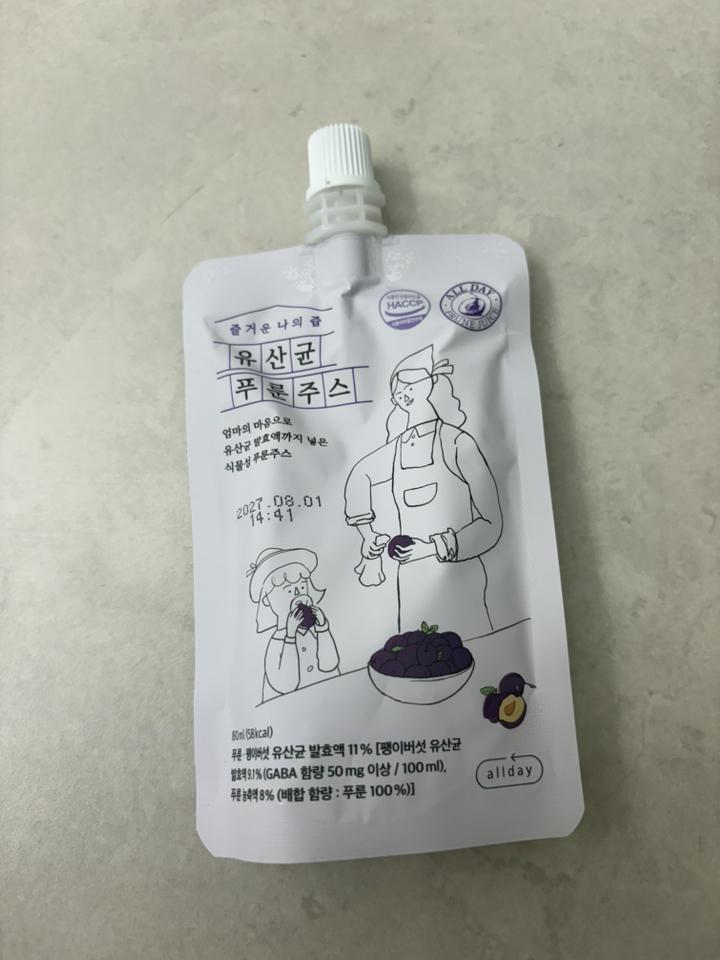 즐거운 나의 즙
유산균
푸룬주스
HACCP
ALL DAY
PRUNE JUICE
엄마의 마음으로
유산균 발효액까지 넣은
식물성 푸룬주스
2027.08.01
14:41
80ml (58kcal)
푸룬·팽이버섯 유산균 발효액 11% [팽이버섯 유산균
발효액 9.1% (GABA 함량 50 mg 이상 / 100 ml),
푸룬 농축액 8% (배합 함량 : 푸룬 100%)]
allday